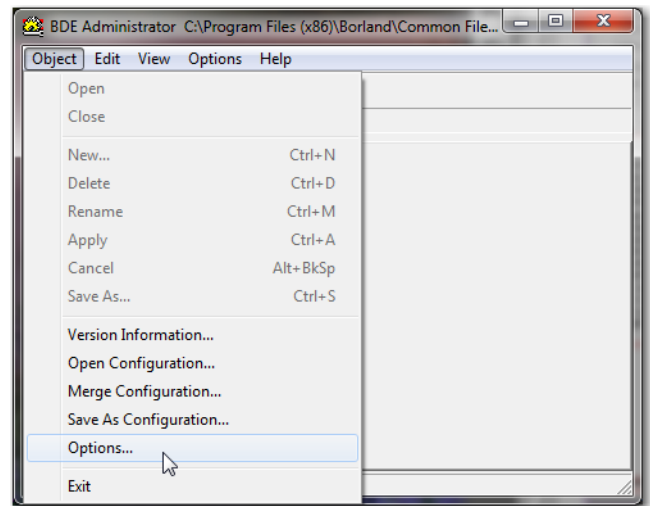 BDE Administrator C:\Program Files (x86)\Borland\Common File...
Object Edit View Options Help
Open
Close
New... Ctrl+N
Delete Ctrl+D
Rename Ctrl+M
Apply Ctrl+A
Cancel Alt+BkSp
Save As... Ctrl+S
Version Information...
Open Configuration...
Merge Configuration...
Save As Configuration...
Options...
Exit